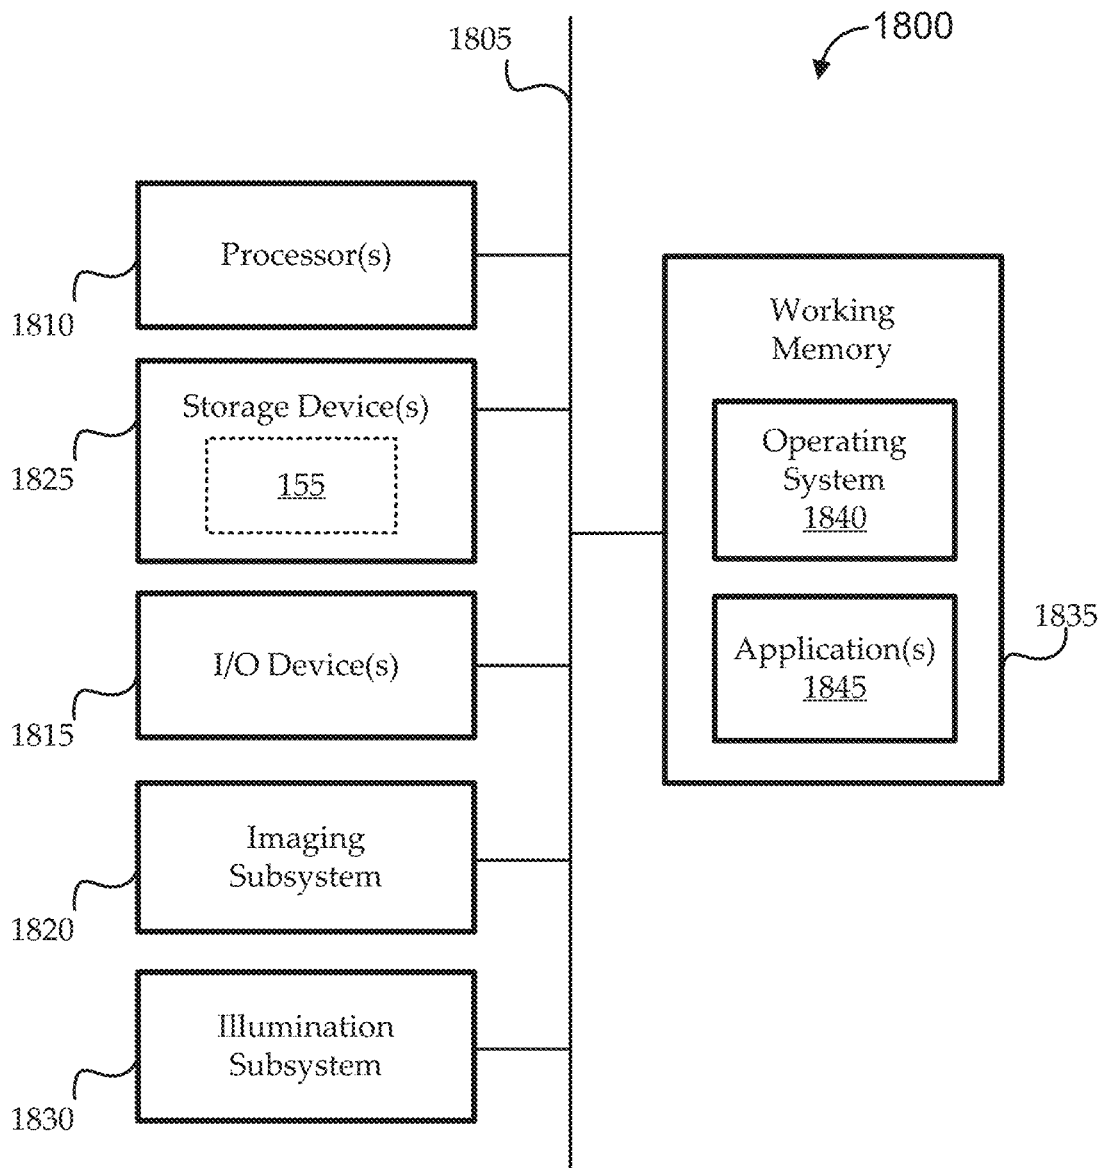 1805
1800
Processor(s)
1810
Storage Device(s)
155
1825
I/O Device(s)
1815
Imaging
Subsystem
1820
Illumination
Subsystem
1830
Working
Memory
Operating
System
1840
Application(s)
1845
1835